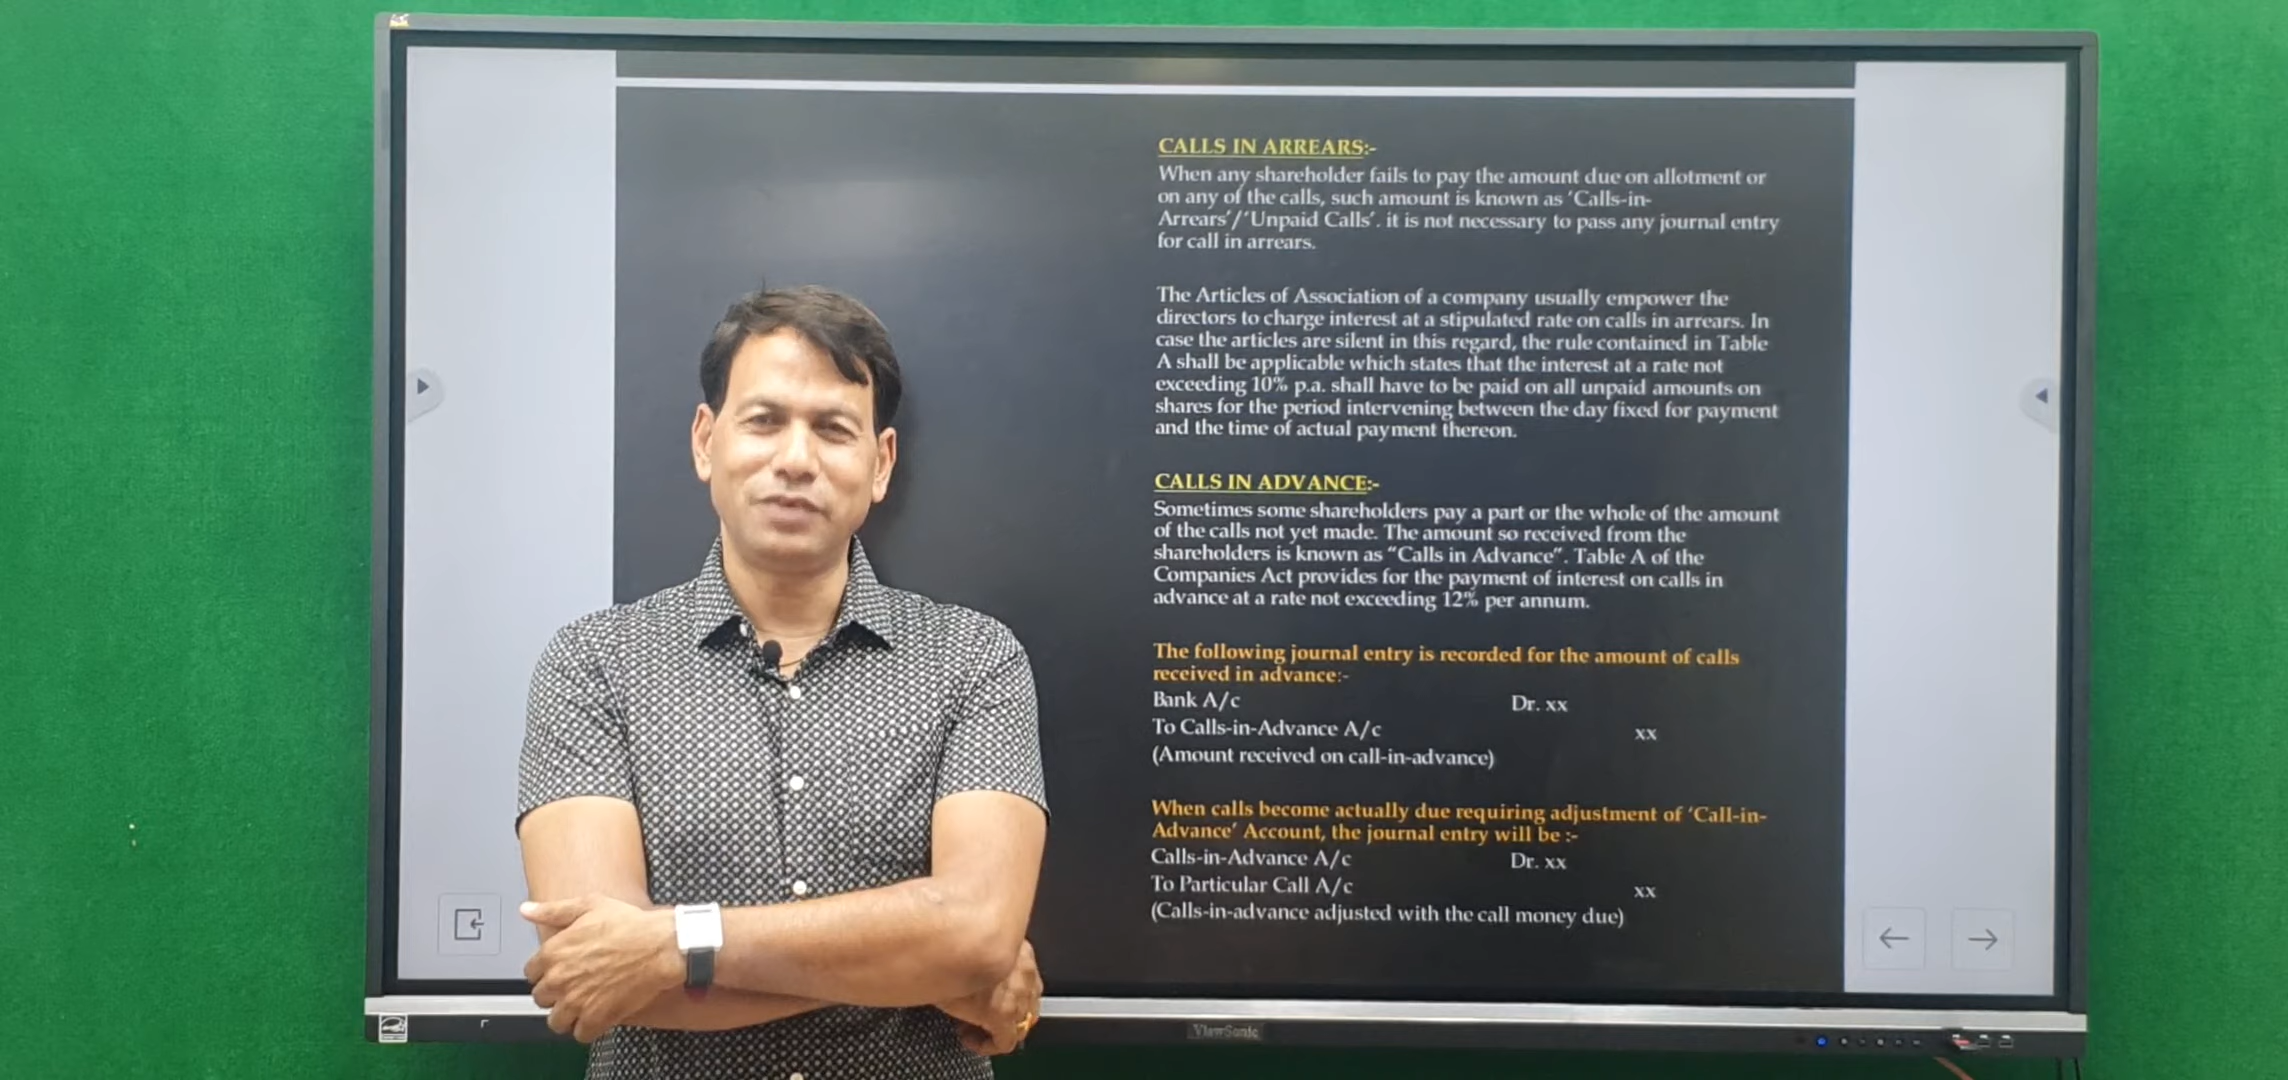 CALLS IN ARREARS:-
When any shareholder fails to pay the amount due on allotment or
on any of the calls, such amount is known as ‘Calls-in-
Arrears’/‘Unpaid Calls’. it is not necessary to pass any journal entry
for call in arrears.
The Articles of Association of a company usually empower the
directors to charge interest at a stipulated rate on calls in arrears. In
case the articles are silent in this regard, the rule contained in Table
A shall be applicable which states that the interest at a rate not
exceeding 10% p.a. shall have to be paid on all unpaid amounts on
shares for the period intervening between the day fixed for payment
and the time of actual payment thereon.
CALLS IN ADVANCE:-
Sometimes some shareholders pay a part or the whole of the amount
of the calls not yet made. The amount so received from the
shareholders is known as “Calls in Advance”. Table A of the
Companies Act provides for the payment of interest on calls in
advance at a rate not exceeding 12% per annum.
The following journal entry is recorded for the amount of calls
received in advance:-
Bank A/c Dr. xx
To Calls-in-Advance A/c xx
(Amount received on call-in-advance)
When calls become actually due requiring adjustment of ‘Call-in-
Advance’ Account, the journal entry will be :-
Calls-in-Advance A/c Dr. xx
To Particular Call A/c xx
(Calls-in-advance adjusted with the call money due)
ViewSonic